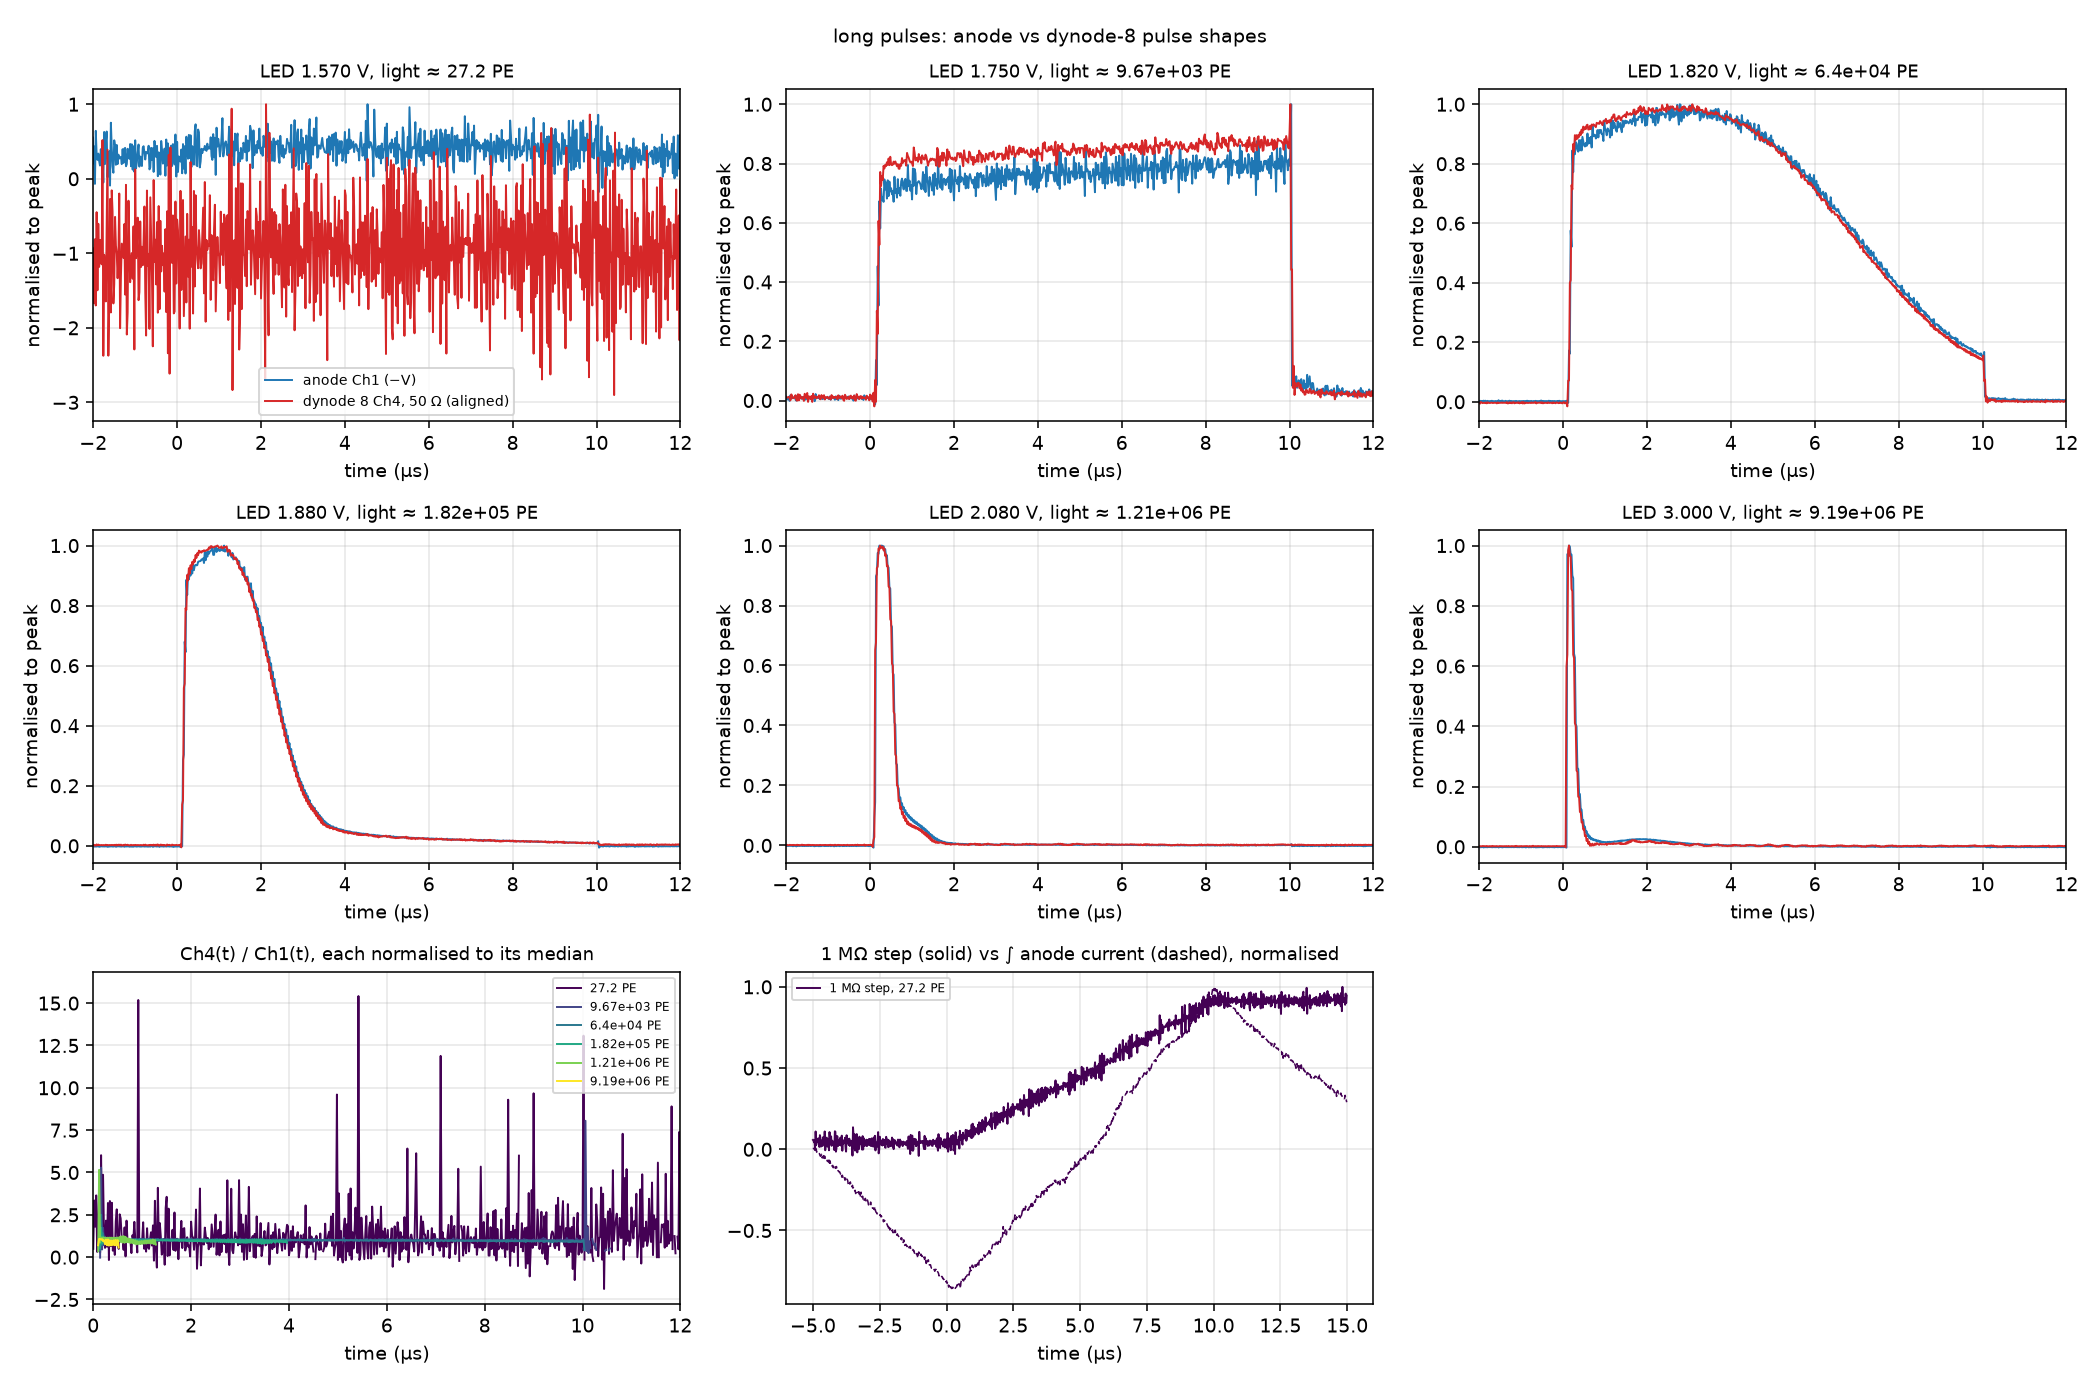 long pulses: anode vs dynode-8 pulse shapes
LED 1.570 V, light ≈ 27.2 PE
LED 1.750 V, light ≈ 9.67e+03 PE
LED 1.820 V, light ≈ 6.4e+04 PE
normalised to peak
1
0
−1
−2
−3
anode Ch1 (−V)
dynode 8 Ch4, 50 Ω (aligned)
−2 0 2 4 6 8 10 12
time (µs)
normalised to peak
1.0
0.8
0.6
0.4
0.2
0.0
−2 0 2 4 6 8 10 12
time (µs)
normalised to peak
1.0
0.8
0.6
0.4
0.2
0.0
−2 0 2 4 6 8 10 12
time (µs)
LED 1.880 V, light ≈ 1.82e+05 PE
LED 2.080 V, light ≈ 1.21e+06 PE
LED 3.000 V, light ≈ 9.19e+06 PE
normalised to peak
1.0
0.8
0.6
0.4
0.2
0.0
−2 0 2 4 6 8 10 12
time (µs)
normalised to peak
1.0
0.8
0.6
0.4
0.2
0.0
−2 0 2 4 6 8 10 12
time (µs)
normalised to peak
1.0
0.8
0.6
0.4
0.2
0.0
−2 0 2 4 6 8 10 12
time (µs)
Ch4(t) / Ch1(t), each normalised to its median
15.0
12.5
10.0
7.5
5.0
2.5
0.0
−2.5
27.2 PE
9.67e+03 PE
6.4e+04 PE
1.82e+05 PE
1.21e+06 PE
9.19e+06 PE
0 2 4 6 8 10 12
time (µs)
1 MΩ step (solid) vs ∫ anode current (dashed), normalised
1 MΩ step, 27.2 PE
1.0
0.5
0.0
−0.5
−5.0 −2.5 0.0 2.5 5.0 7.5 10.0 12.5 15.0
time (µs)